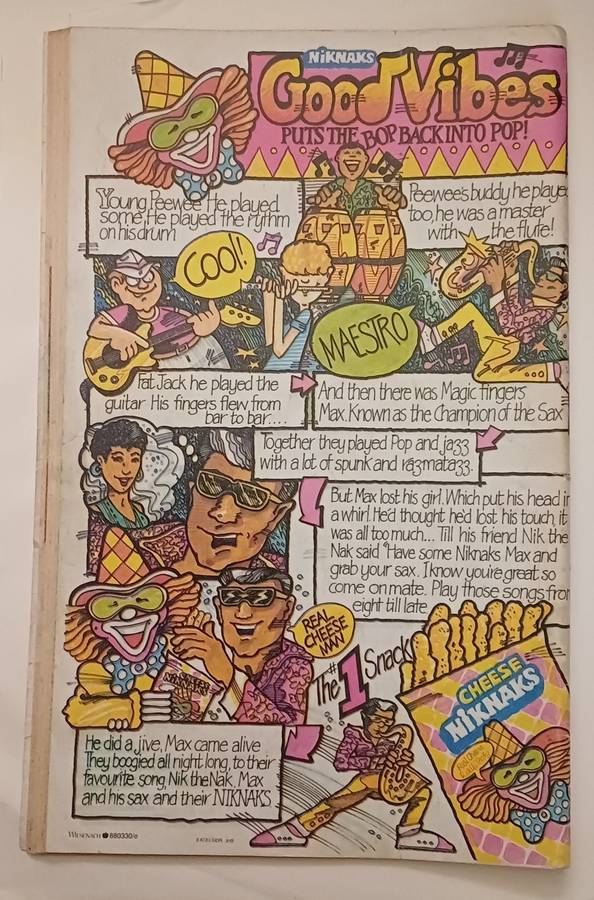 NIKNAKS
Good Vibes
PUTS THE BOP BACK INTO POP!
Young Peewee He played
some, He played the rythm
on his drum
Peewee's buddy he playe
too, he was a master
with the flute!
COOL!
MAESTRO
Fat Jack he played the
guitar His fingers flew from
bar to bar....
And then there was Magic fingers
Max. Known as the Champion of the Sax
Together they played Pop and jazz
with a lot of spunk and razmatazz.
But Max lost his girl. Which put his head in
a whirl. He'd thought he'd lost his touch, it
was all too much... Till his friend Nik the
Nak said "Have some Niknaks Max and
grab your sax. I know you're great so
come on mate. Play those songs fro
eight till late
REAL
CHEESE
MAN
The #1 Snack
CHEESE
NIKNAKS
He did a jive, Max came alive
They boogied all night long, to their
favourite song, Nik the Nak, Max
and his sax and their NIKNAKS